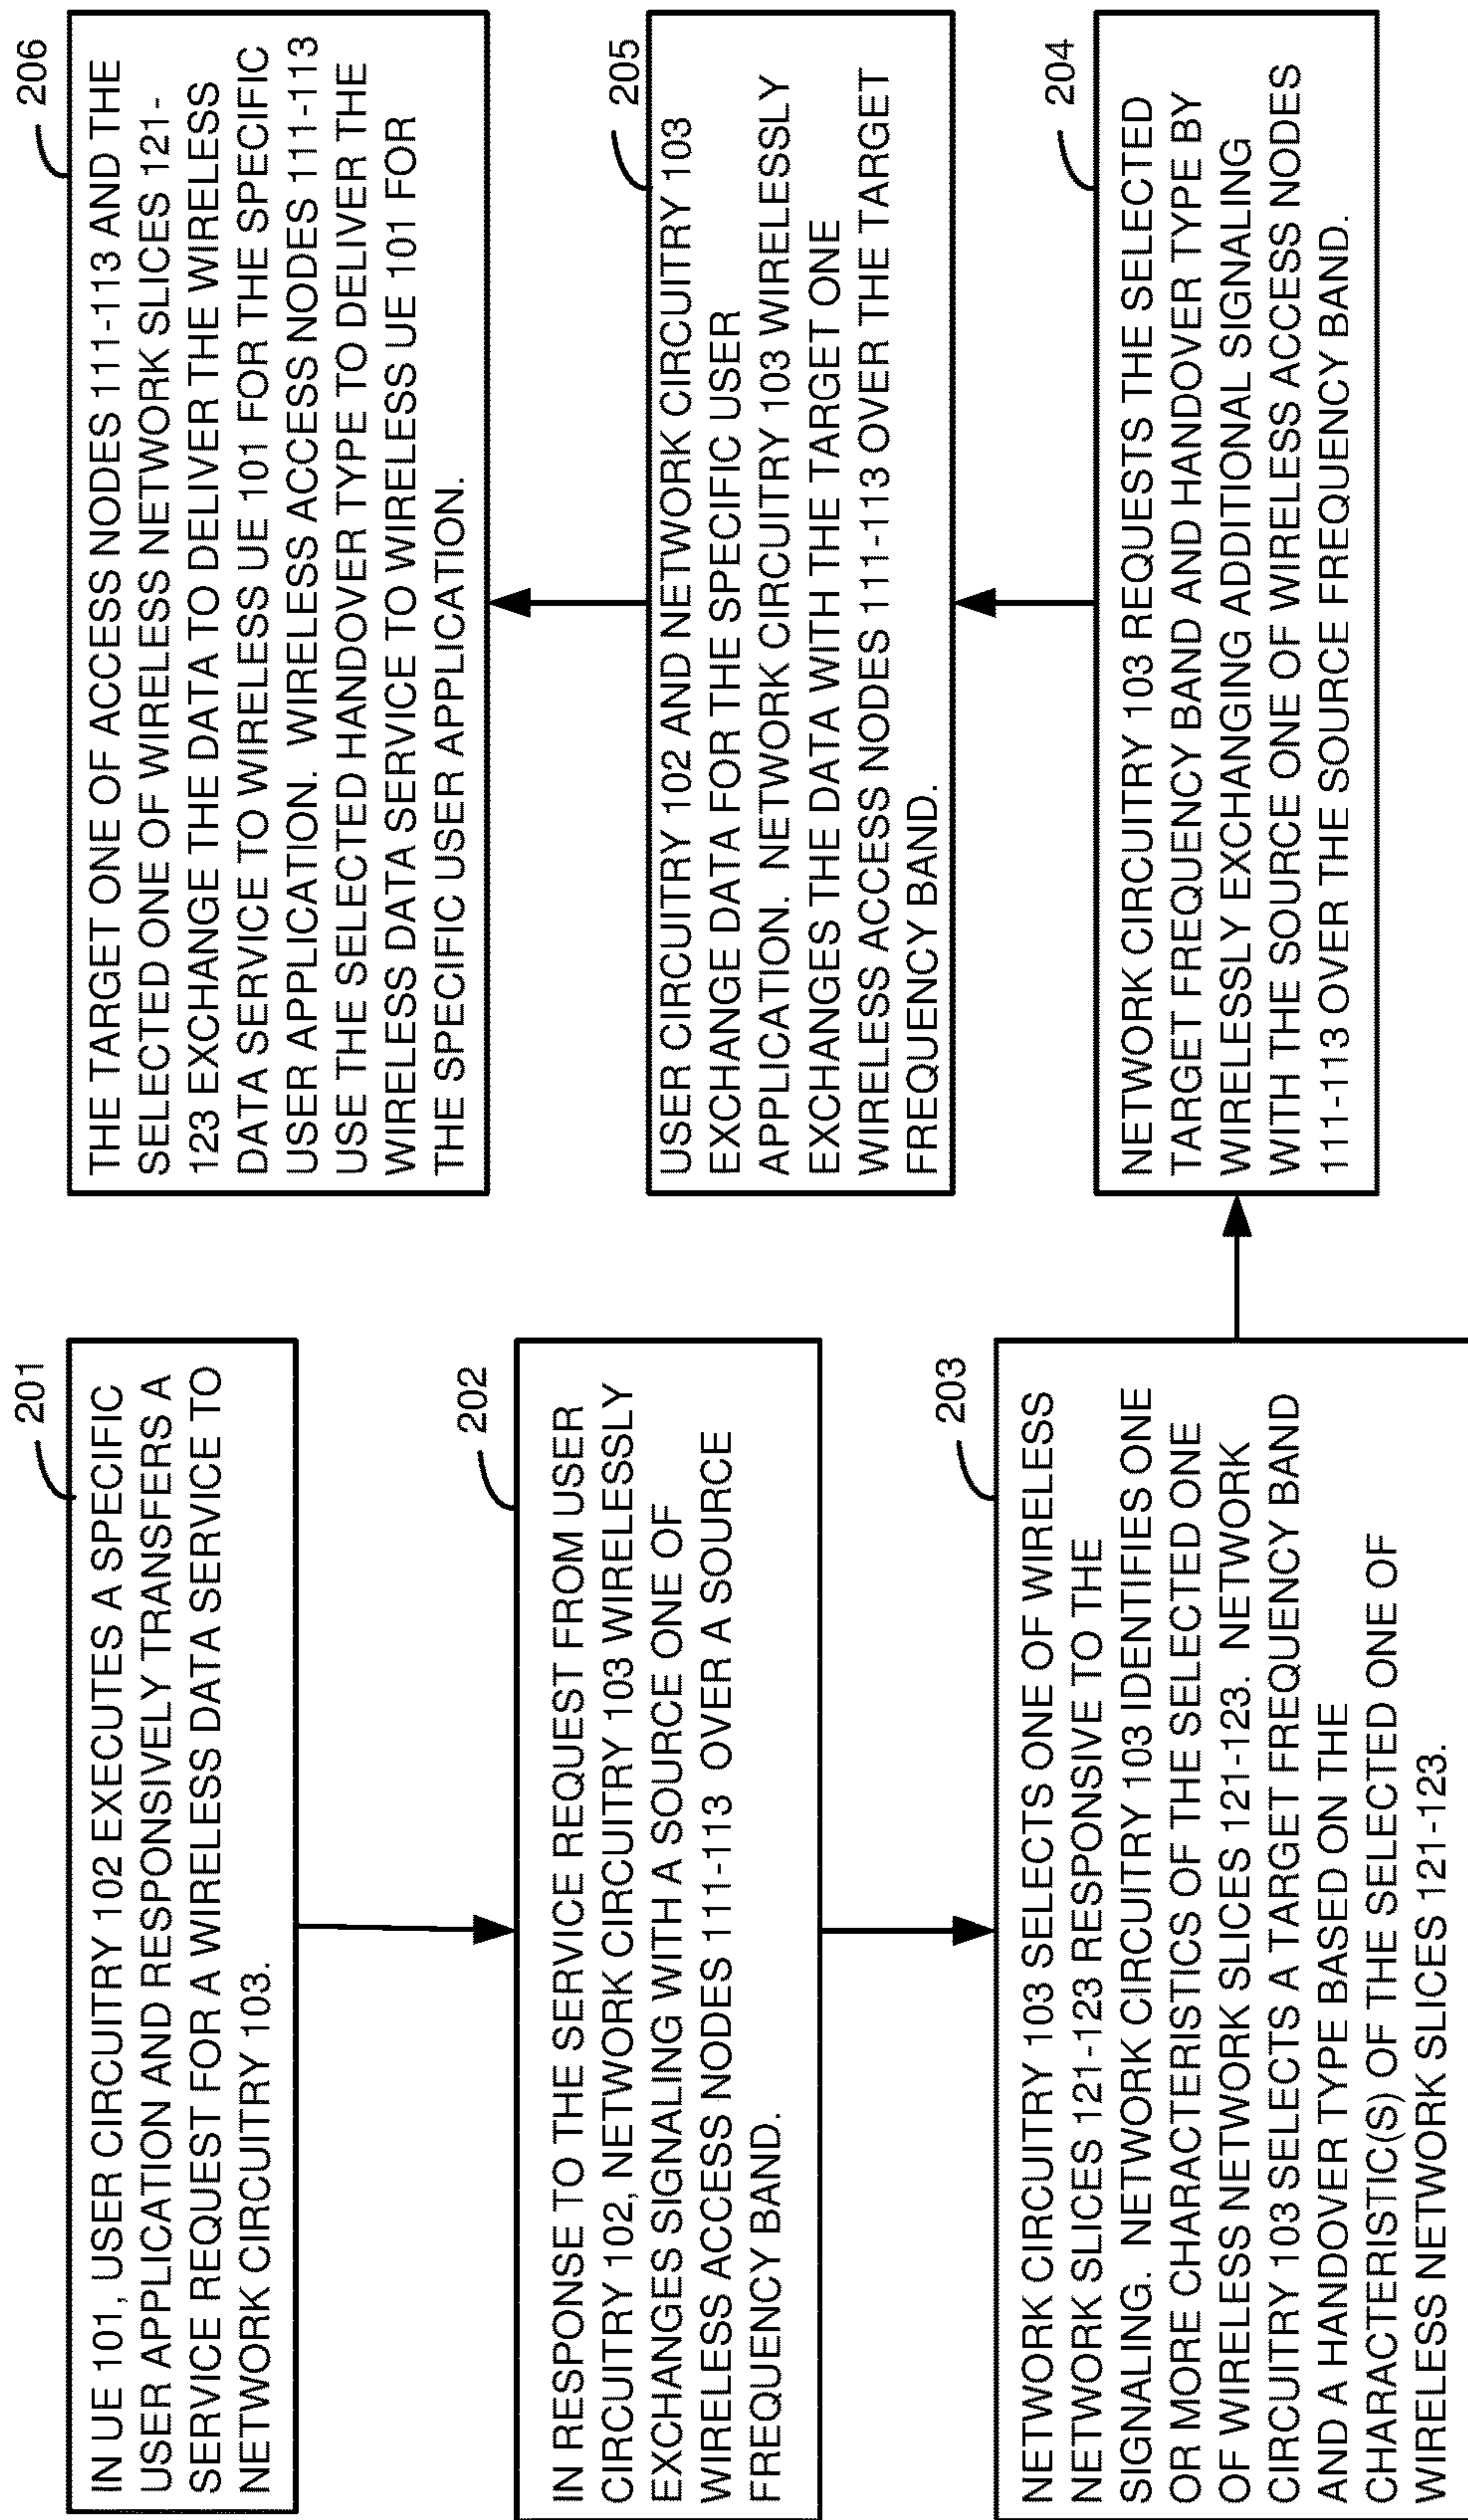 201
IN UE 101, USER CIRCUITRY 102 EXECUTES A SPECIFIC
USER APPLICATION AND RESPONSIVELY TRANSFERS A
SERVICE REQUEST FOR A WIRELESS DATA SERVICE TO
NETWORK CIRCUITRY 103.
202
IN RESPONSE TO THE SERVICE REQUEST FROM USER
CIRCUITRY 102, NETWORK CIRCUITRY 103 WIRELESSLY
EXCHANGES SIGNALING WITH A SOURCE ONE OF
WIRELESS ACCESS NODES 111-113 OVER A SOURCE
FREQUENCY BAND.
203
NETWORK CIRCUITRY 103 SELECTS ONE OF WIRELESS
NETWORK SLICES 121-123 RESPONSIVE TO THE
SIGNALING. NETWORK CIRCUITRY 103 IDENTIFIES ONE
OR MORE CHARACTERISTICS OF THE SELECTED ONE
OF WIRELESS NETWORK SLICES 121-123. NETWORK
CIRCUITRY 103 SELECTS A TARGET FREQUENCY BAND
AND A HANDOVER TYPE BASED ON THE
CHARACTERISTIC(S) OF THE SELECTED ONE OF
WIRELESS NETWORK SLICES 121-123.
204
NETWORK CIRCUITRY 103 REQUESTS THE SELECTED
TARGET FREQUENCY BAND AND HANDOVER TYPE BY
WIRELESSLY EXCHANGING ADDITIONAL SIGNALING
WITH THE SOURCE ONE OF WIRELESS ACCESS NODES
111-113 OVER THE SOURCE FREQUENCY BAND.
205
USER CIRCUITRY 102 AND NETWORK CIRCUITRY 103
EXCHANGE DATA FOR THE SPECIFIC USER
APPLICATION. NETWORK CIRCUITRY 103 WIRELESSLY
EXCHANGES THE DATA WITH THE TARGET ONE
WIRELESS ACCESS NODES 111-113 OVER THE TARGET
FREQUENCY BAND.
206
THE TARGET ONE OF ACCESS NODES 111-113 AND THE
SELECTED ONE OF WIRELESS NETWORK SLICES 121-
123 EXCHANGE THE DATA TO DELIVER THE WIRELESS
DATA SERVICE TO WIRELESS UE 101 FOR THE SPECIFIC
USER APPLICATION. WIRELESS ACCESS NODES 111-113
USE THE SELECTED HANDOVER TYPE TO DELIVER THE
WIRELESS DATA SERVICE TO WIRELESS UE 101 FOR
THE SPECIFIC USER APPLICATION.